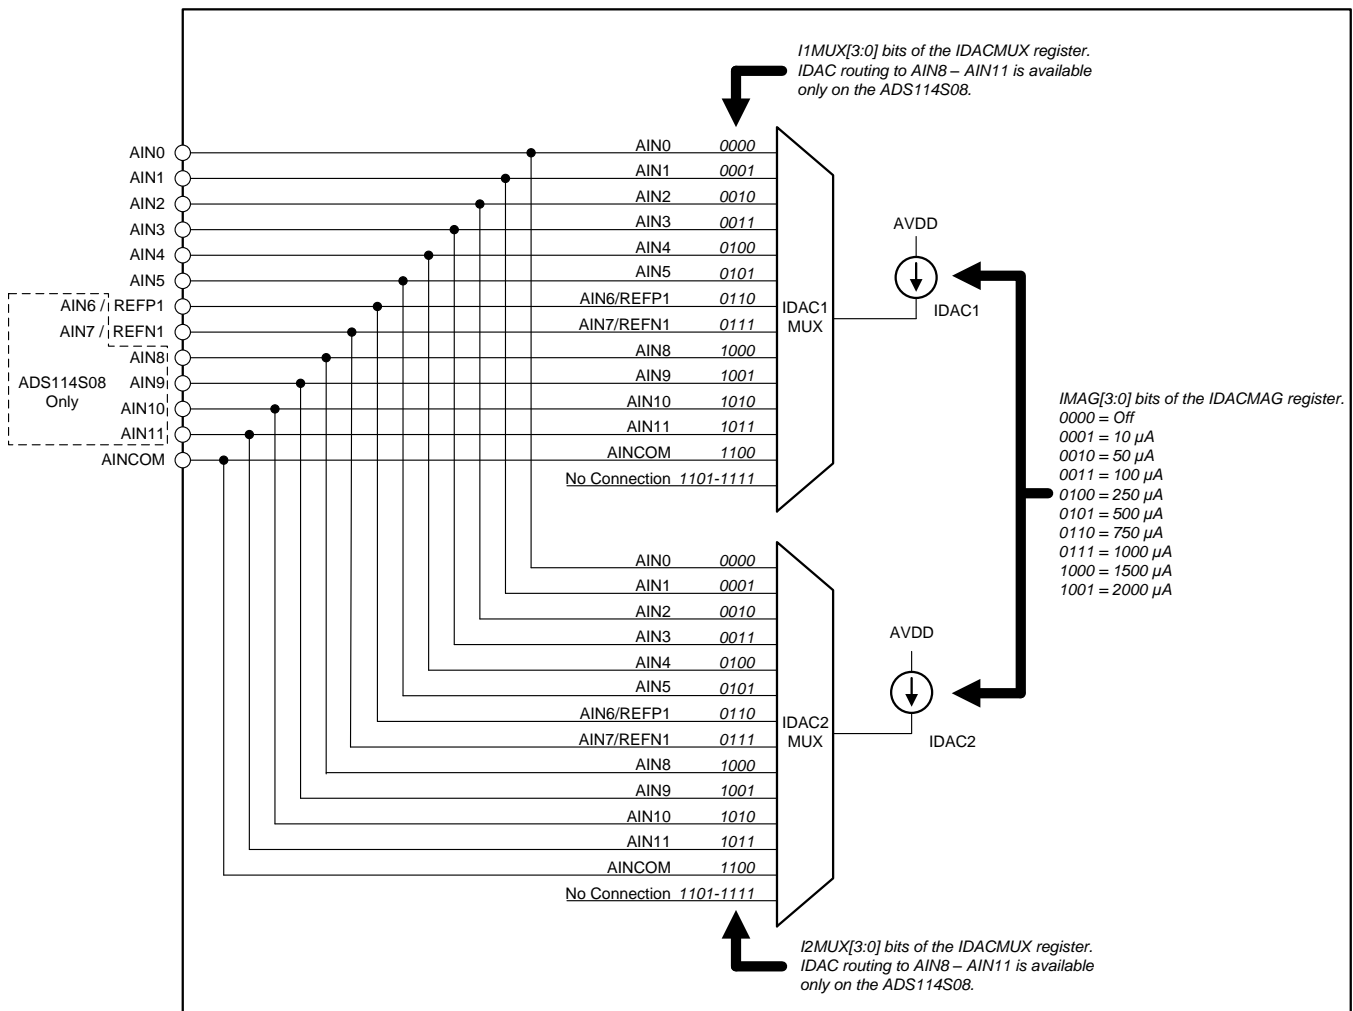 I1MUX[3:0] bits of the IDACMUX register.
IDAC routing to AIN8 – AIN11 is available
only on the ADS114S08.
AIN0 AIN0 0000
AIN1 AIN1 0001
AIN2 AIN2 0010
AIN3 AIN3 0011
AIN4 AIN4 0100
AIN5 AIN5 0101
AIN6 / REFP1 AIN6/REFP1 0110
AIN7 / REFN1 AIN7/REFN1 0111
AIN8 AIN8 1000
AIN9 AIN9 1001
AIN10 AIN10 1010
AIN11 AIN11 1011
AINCOM AINCOM 1100
No Connection 1101-1111
ADS114S08
Only
IDAC1
MUX
AVDD
IDAC1
IMAG[3:0] bits of the IDACMAG register.
0000 = Off
0001 = 10 µA
0010 = 50 µA
0011 = 100 µA
0100 = 250 µA
0101 = 500 µA
0110 = 750 µA
0111 = 1000 µA
1000 = 1500 µA
1001 = 2000 µA
AIN0 0000
AIN1 0001
AIN2 0010
AIN3 0011
AIN4 0100
AIN5 0101
AIN6/REFP1 0110
AIN7/REFN1 0111
AIN8 1000
AIN9 1001
AIN10 1010
AIN11 1011
AINCOM 1100
No Connection 1101-1111
IDAC2
MUX
AVDD
IDAC2
I2MUX[3:0] bits of the IDACMUX register.
IDAC routing to AIN8 – AIN11 is available
only on the ADS114S08.